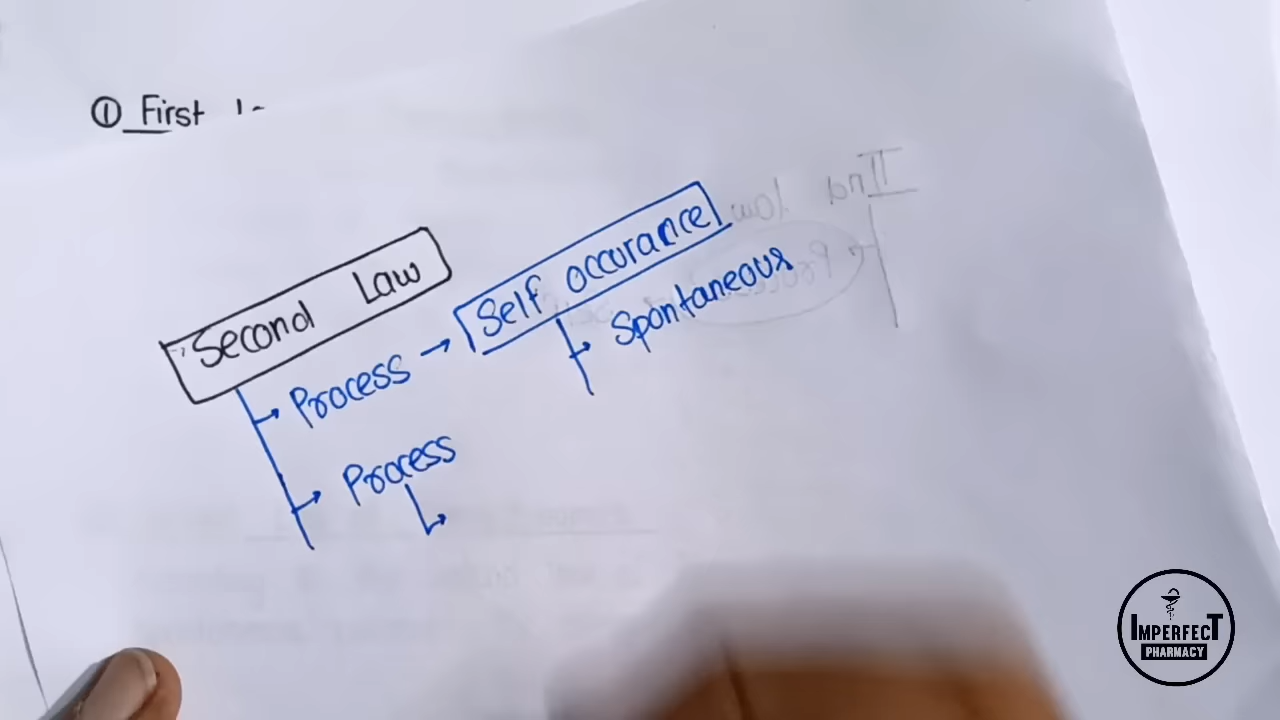 ① First
Second Law
Process → Self occurance
Spontaneous
Process
IMPERFECT
PHARMACY